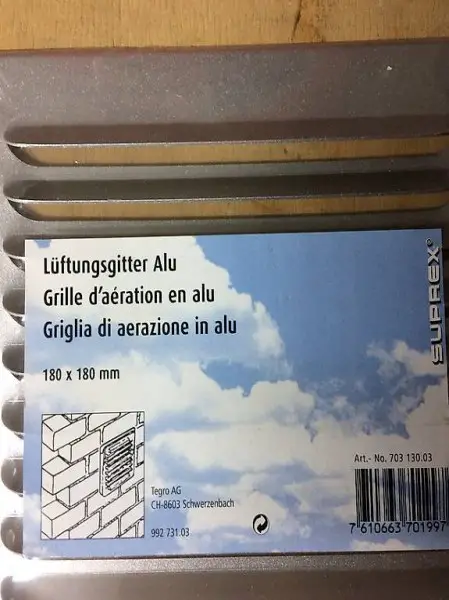 Lüftungsgitter Alu
Grille d'aération en alu
Griglia di aerazione in alu
180 x 180 mm
SUPREX®
Art.- No. 703 130.03
Tegro AG
CH-8603 Schwerzenbach
992 731.03
7 610663 701997